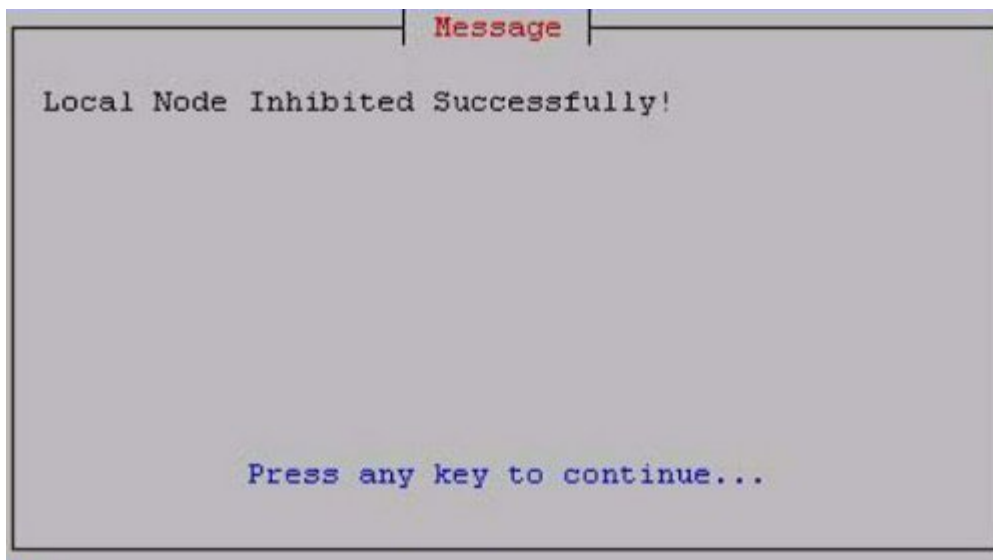 Message
Local Node Inhibited Successfully!
Press any key to continue...